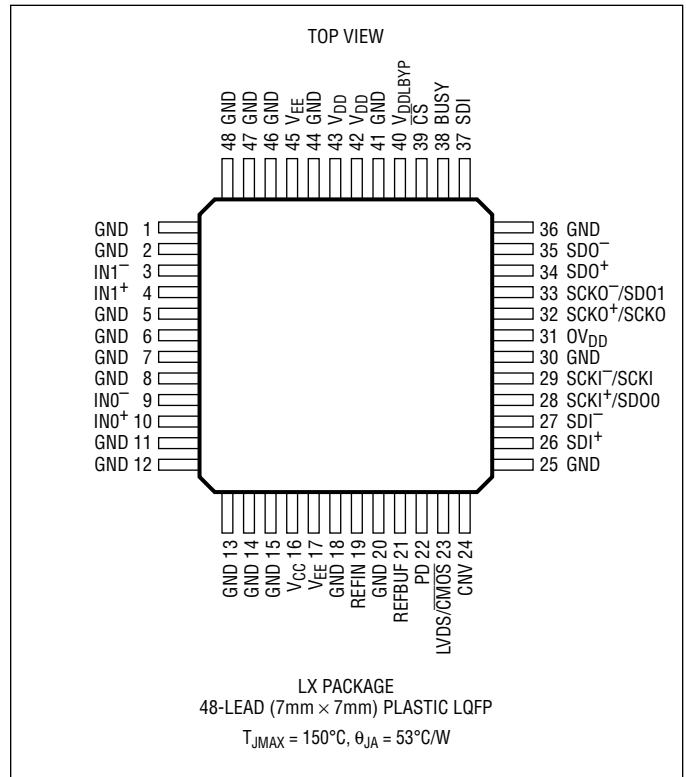 TOP VIEW
48 GND
47 GND
46 GND
45 VEE
44 GND
43 VDD
42 VDD
41 GND
40 VDDLBYP
39 C̅S̅
38 BUSY
37 SDI
GND 1
GND 2
IN1– 3
IN1+ 4
GND 5
GND 6
GND 7
GND 8
IN0– 9
IN0+ 10
GND 11
GND 12
36 GND
35 SDO–
34 SDO+
33 SCKO–/SDO1
32 SCKO+/SCKO
31 OVDD
30 GND
29 SCKI–/SCKI
28 SCKI+/SDO0
27 SDI–
26 SDI+
25 GND
GND 13
GND 14
GND 15
VCC 16
VEE 17
GND 18
REFIN 19
GND 20
REFBUF 21
PD 22
LVDS/C̅M̅O̅S̅ 23
CNV 24
LX PACKAGE
48-LEAD (7mm × 7mm) PLASTIC LQFP
TJMAX = 150°C, θJA = 53°C/W